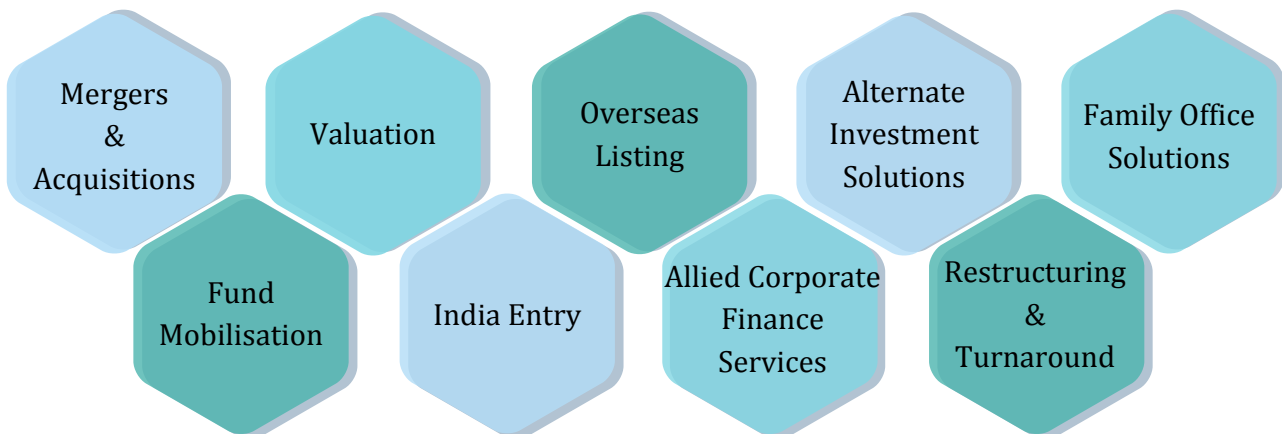 Mergers
&
Acquisitions
Valuation
Overseas
Listing
Alternate
Investment
Solutions
Family Office
Solutions
Fund
Mobilisation
India Entry
Allied Corporate
Finance
Services
Restructuring
&
Turnaround